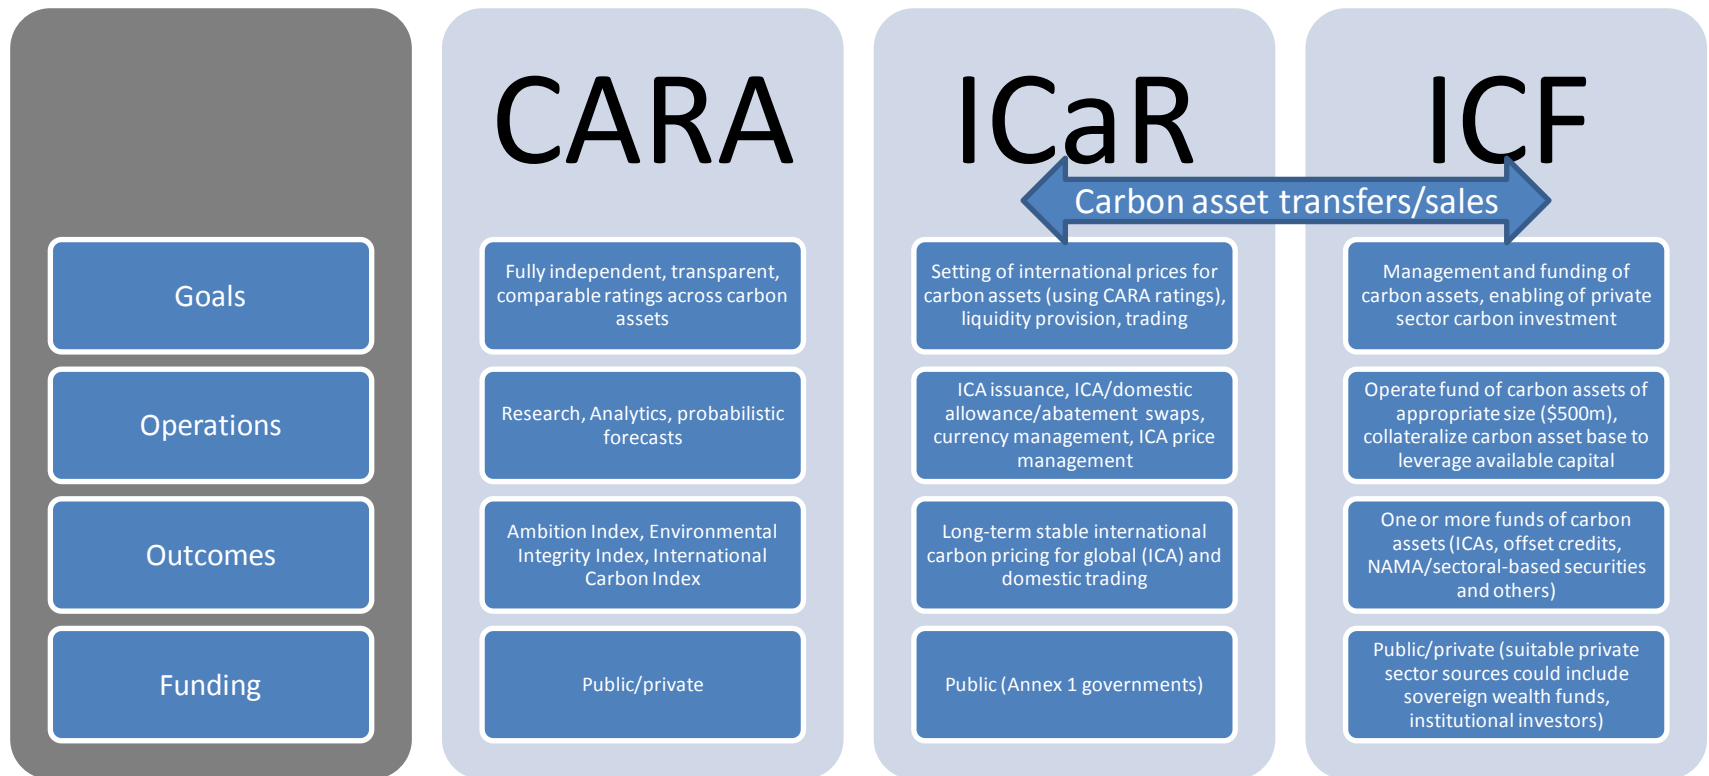 CARA
ICaR
ICF
Carbon asset transfers/sales
Goals
Fully independent, transparent,
comparable ratings across carbon
assets
Setting of international prices for
carbon assets (using CARA ratings),
liquidity provision, trading
Management and funding of
carbon assets, enabling of private
sector carbon investment
Operations
Research, Analytics, probabilistic
forecasts
ICA issuance, ICA/domestic
allowance/abatement swaps,
currency management, ICA price
management
Operate fund of carbon assets of
appropriate size ($500m),
collateralize carbon asset base to
leverage available capital
Outcomes
Ambition Index, Environmental
Integrity Index, International
Carbon Index
Long-term stable international
carbon pricing for global (ICA) and
domestic trading
One or more funds of carbon
assets (ICAs, offset credits,
NAMA/sectoral-based securities
and others)
Funding
Public/private
Public (Annex 1 governments)
Public/private (suitable private
sector sources could include
sovereign wealth funds,
institutional investors)